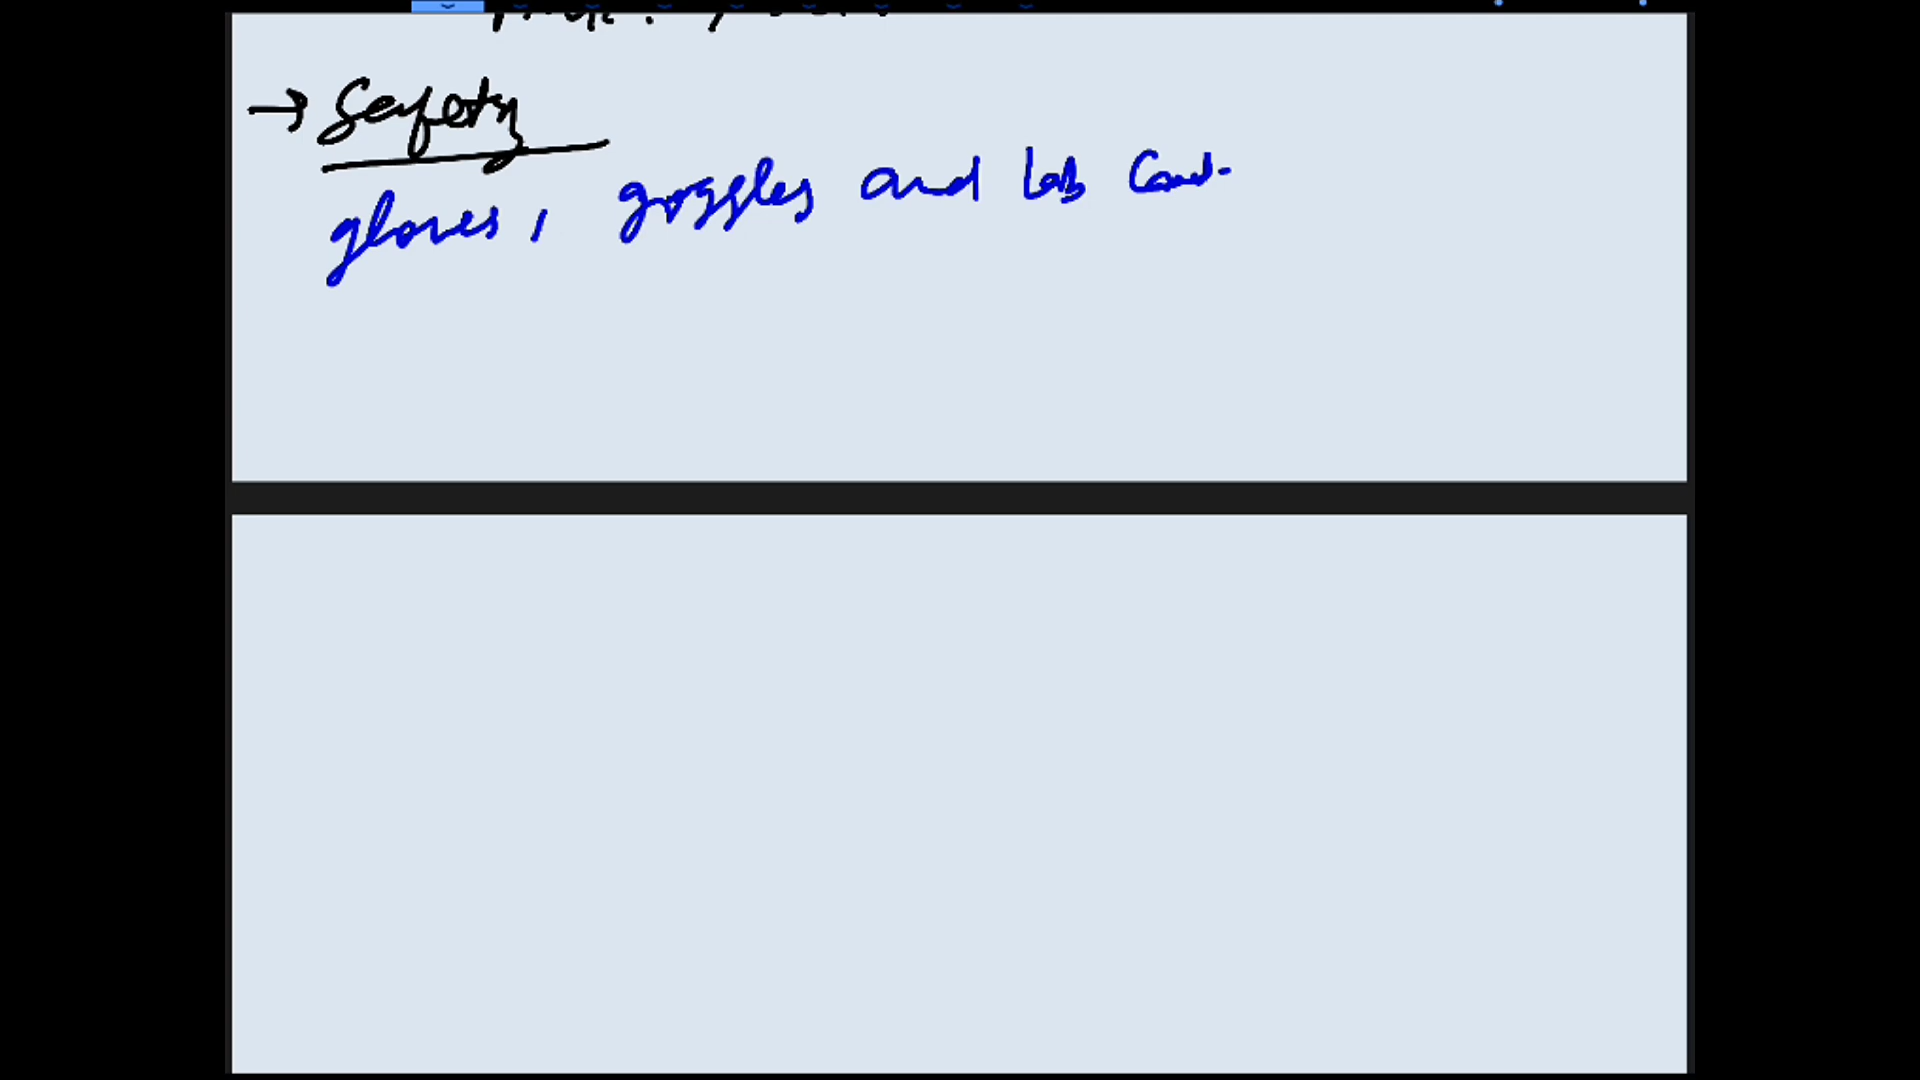 → Safety
gloves, goggles and lab coat.